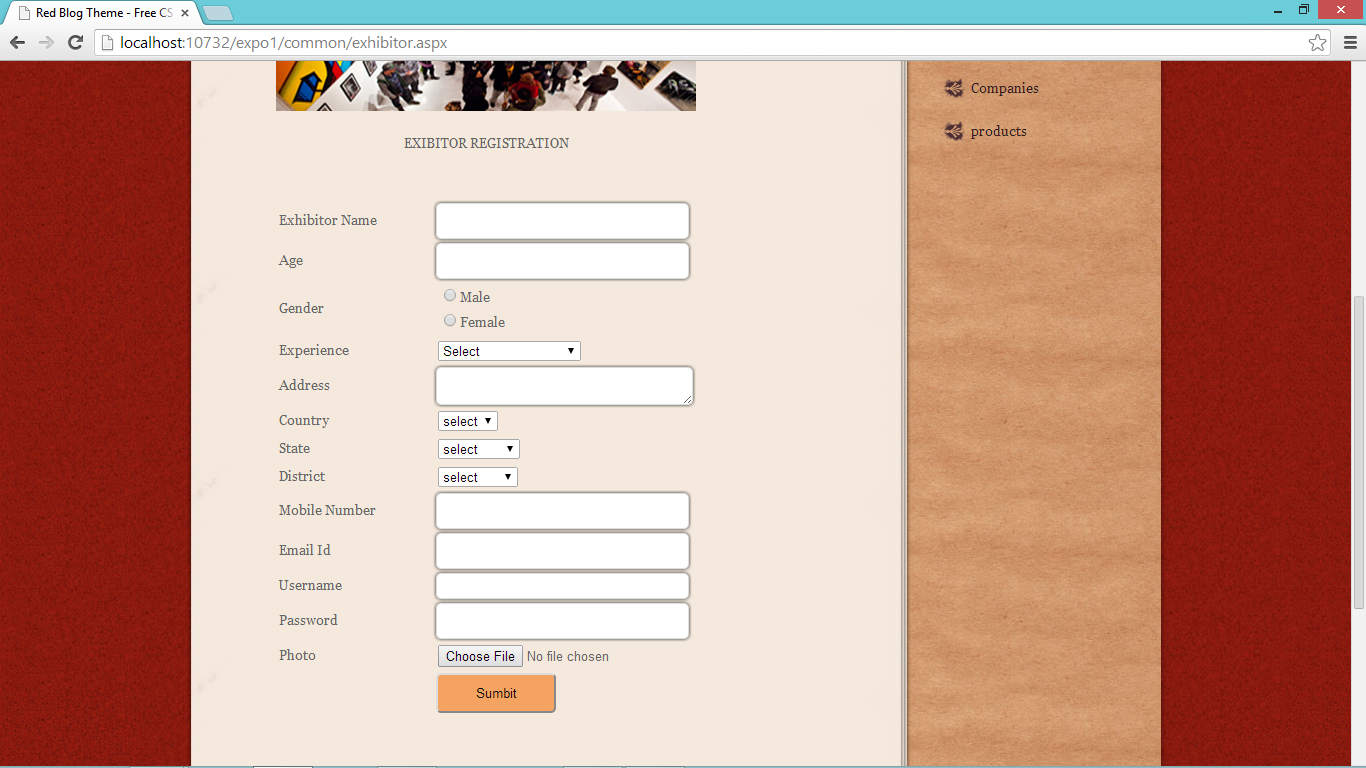 Red Blog Theme - Free CS
localhost:10732/expo1/common/exhibitor.aspx
Companies
products
EXIBITOR REGISTRATION
Exhibitor Name
Age
Gender
Male
Female
Experience
Select
Address
Country
select
State
select
District
select
Mobile Number
Email Id
Username
Password
Photo
Choose File No file chosen
Sumbit